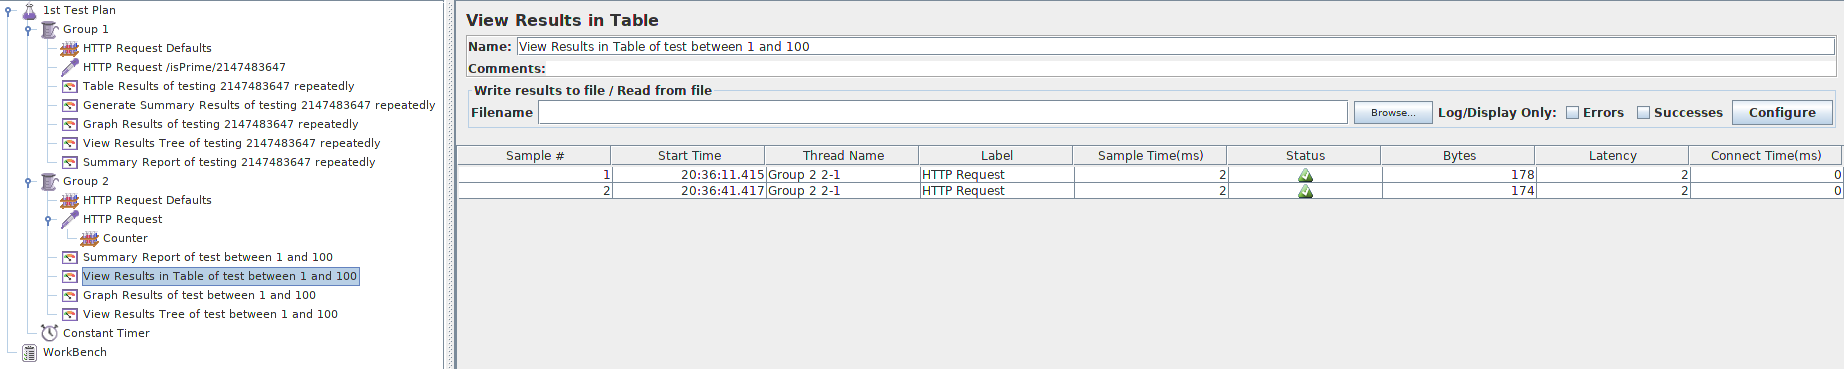 1st Test Plan
Group 1
HTTP Request Defaults
HTTP Request /isPrime/2147483647
Table Results of testing 2147483647 repeatedly
Generate Summary Results of testing 2147483647 repeatedly
Graph Results of testing 2147483647 repeatedly
View Results Tree of testing 2147483647 repeatedly
Summary Report of testing 2147483647 repeatedly
Group 2
HTTP Request Defaults
HTTP Request
Counter
Summary Report of test between 1 and 100
View Results in Table of test between 1 and 100
Graph Results of test between 1 and 100
View Results Tree of test between 1 and 100
Constant Timer
WorkBench
View Results in Table
Name: View Results in Table of test between 1 and 100
Comments:
Write results to file / Read from file
Filename Browse... Log/Display Only: Errors Successes Configure
Sample # Start Time Thread Name Label Sample Time(ms) Status Bytes Latency Connect Time(ms)
1 20:36:11.415 Group 2 2-1 HTTP Request 2 178 2 0
2 20:36:41.417 Group 2 2-1 HTTP Request 2 174 2 0